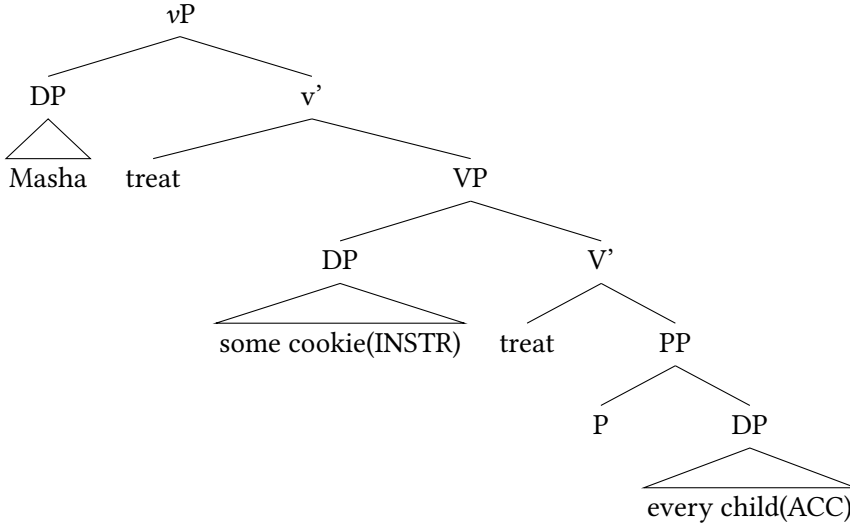 vP
DP v’
Masha treat VP
DP V’
some cookie(INSTR) treat PP
P DP
every child(ACC)